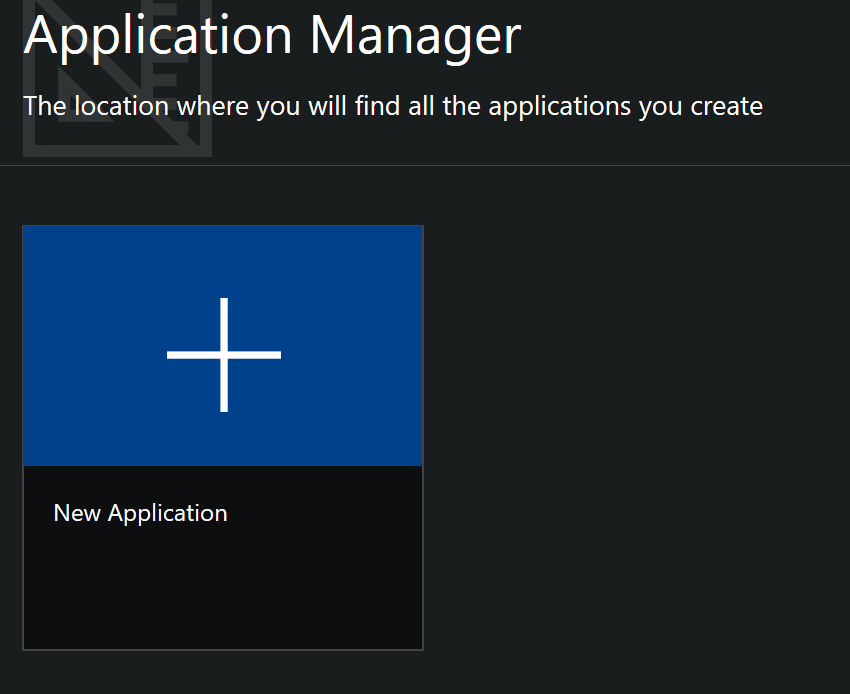 Application Manager
The location where you will find all the applications you create
New Application